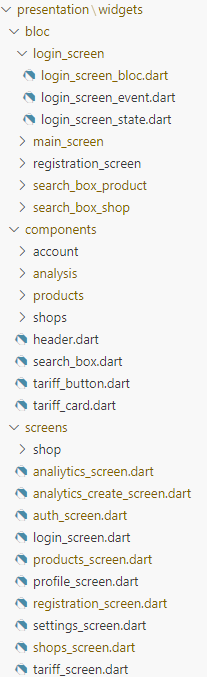 presentation \ widgets
bloc
login_screen
login_screen_bloc.dart
login_screen_event.dart
login_screen_state.dart
main_screen
registration_screen
search_box_product
search_box_shop
components
account
analysis
products
shops
header.dart
search_box.dart
tariff_button.dart
tariff_card.dart
screens
shop
analiytics_screen.dart
analytics_create_screen.dart
auth_screen.dart
login_screen.dart
products_screen.dart
profile_screen.dart
registration_screen.dart
settings_screen.dart
shops_screen.dart
tariff_screen.dart